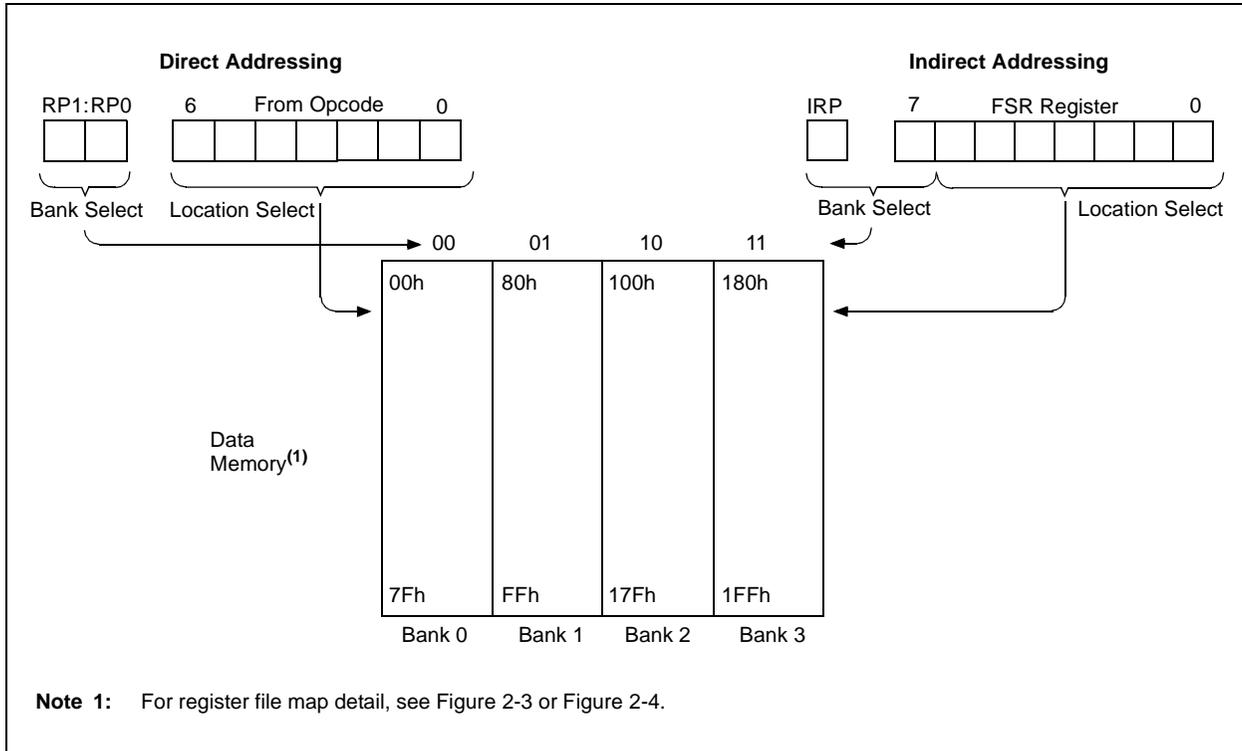 Direct Addressing
Indirect Addressing
RP1:RP0 6 From Opcode 0
IRP 7 FSR Register 0
Bank Select Location Select
Bank Select Location Select
00 01 10 11
00h 80h 100h 180h
Data
Memory(1)
7Fh FFh 17Fh 1FFh
Bank 0 Bank 1 Bank 2 Bank 3
Note 1: For register file map detail, see Figure 2-3 or Figure 2-4.